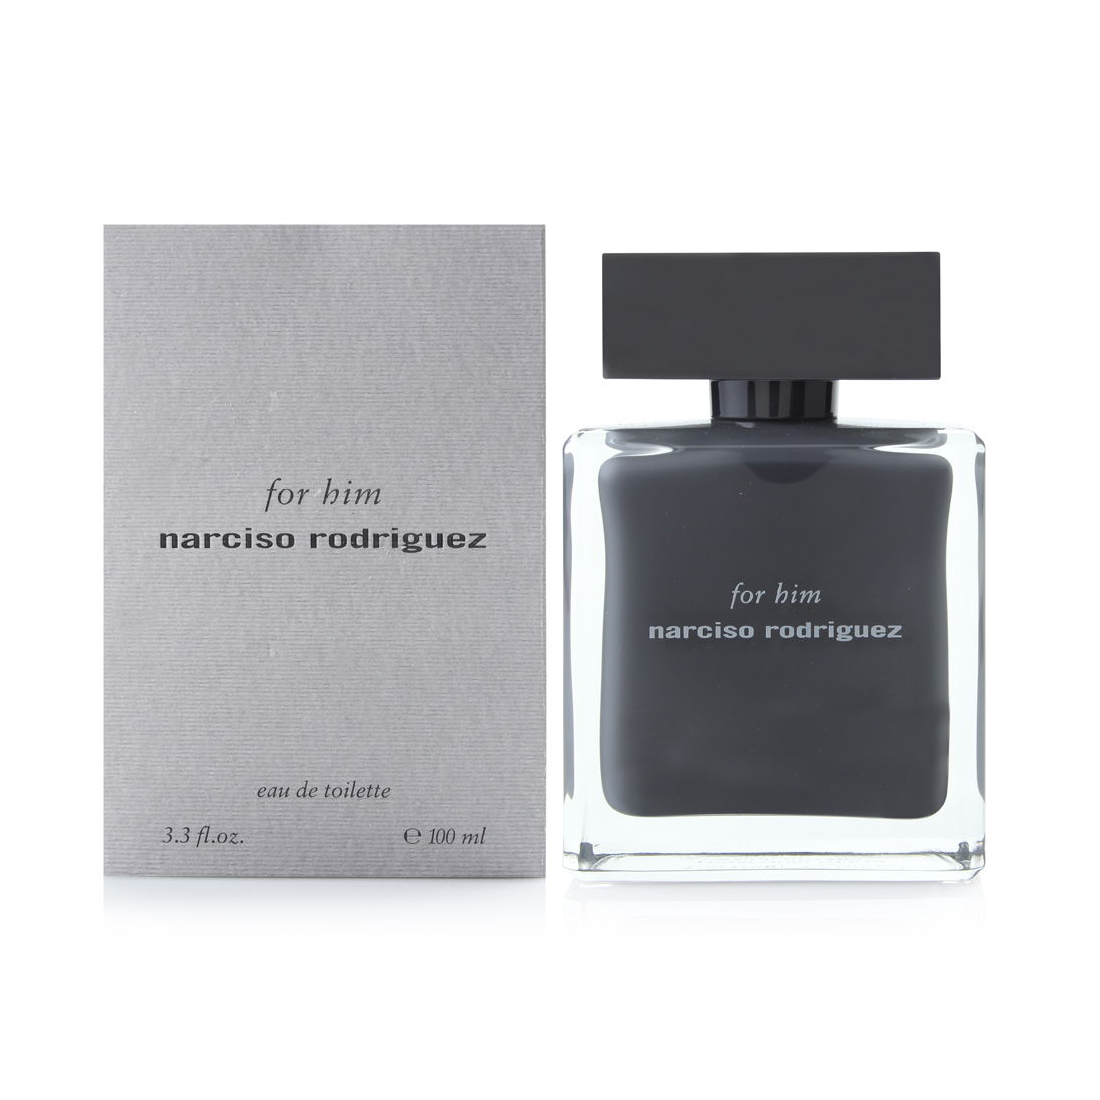 for him
narciso rodriguez
eau de toilette
3.3 fl.oz. ℮ 100 ml
for him
narciso rodriguez